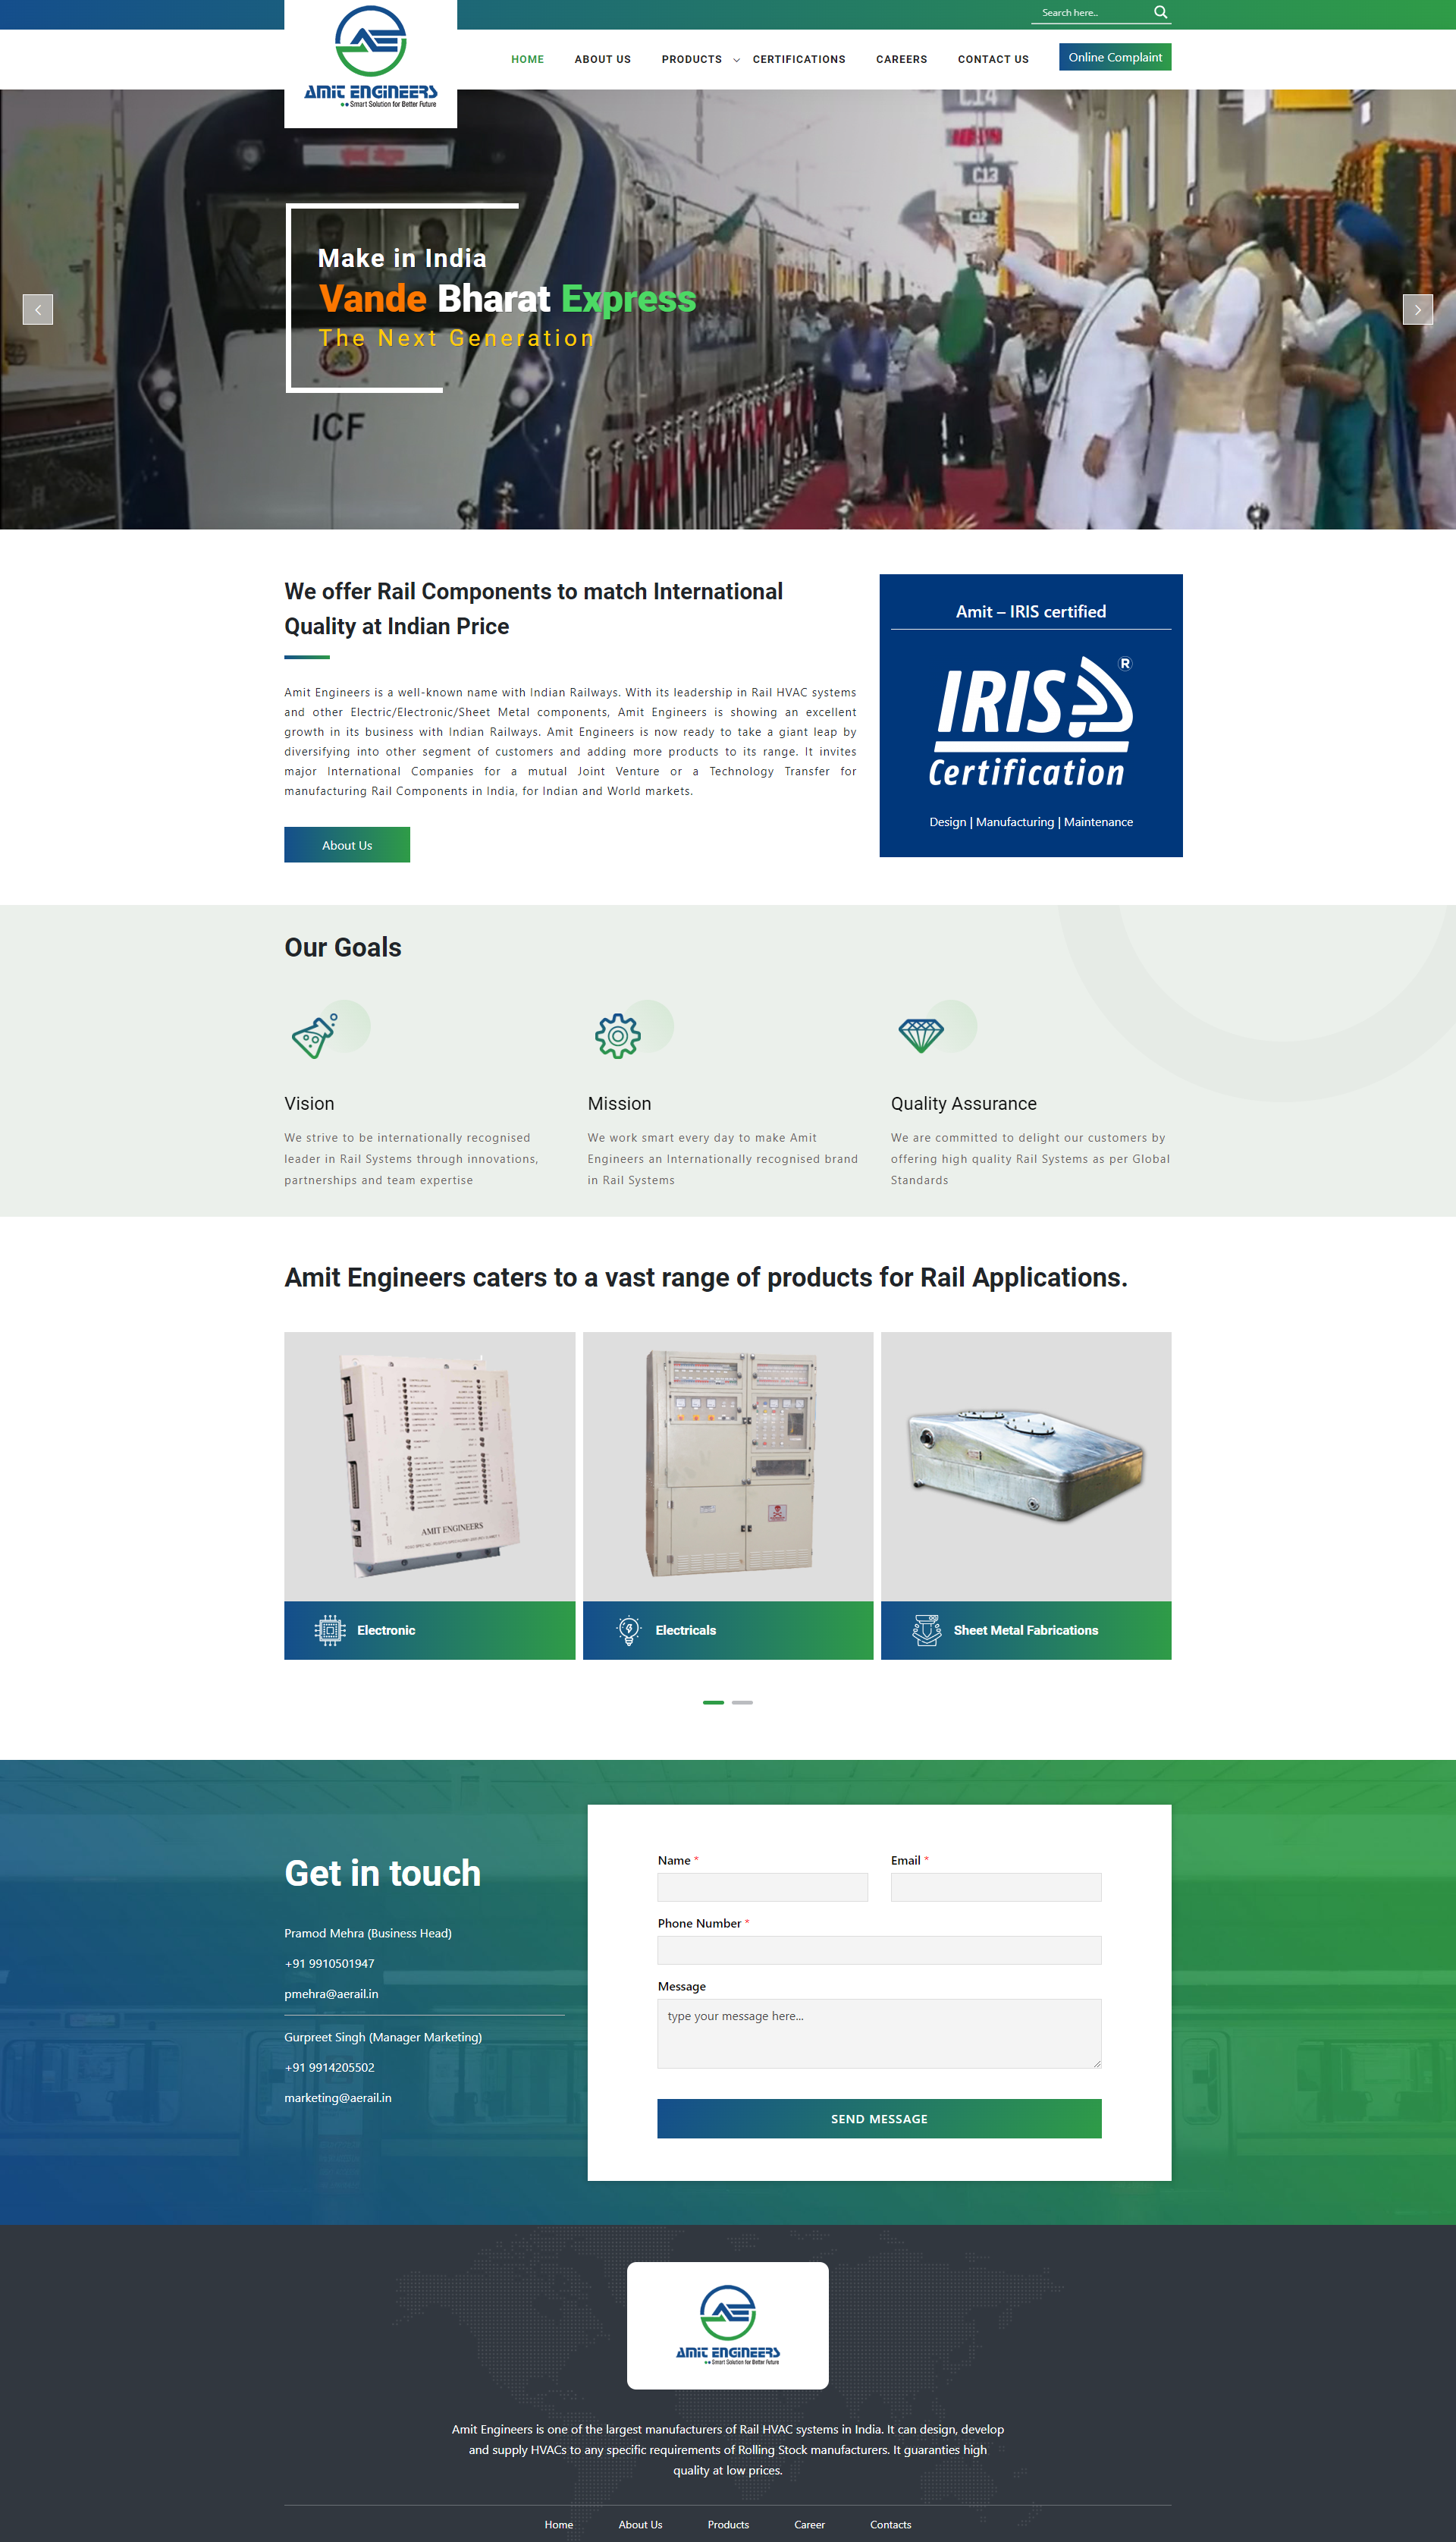 Search here..
AMIT ENGINEERS
Smart Solution for Better Future
HOME
ABOUT US
PRODUCTS
CERTIFICATIONS
CAREERS
CONTACT US
Online Complaint
C14
C13
C12
Make in India
Vande Bharat Express
The Next Generation
ICF
We offer Rail Components to match International
Quality at Indian Price
Amit Engineers is a well-known name with Indian Railways. With its leadership in Rail HVAC systems
and other Electric/Electronic/Sheet Metal components, Amit Engineers is showing an excellent
growth in its business with Indian Railways. Amit Engineers is now ready to take a giant leap by
diversifying into other segment of customers and adding more products to its range. It invites
major International Companies for a mutual Joint Venture or a Technology Transfer for
manufacturing Rail Components in India, for Indian and World markets.
About Us
Amit – IRIS certified
IRIS ®
Certification
Design | Manufacturing | Maintenance
Our Goals
Vision
We strive to be internationally recognised
leader in Rail Systems through innovations,
partnerships and team expertise
Mission
We work smart every day to make Amit
Engineers an Internationally recognised brand
in Rail Systems
Quality Assurance
We are committed to delight our customers by
offering high quality Rail Systems as per Global
Standards
Amit Engineers caters to a vast range of products for Rail Applications.
AMIT ENGINEERS
Electronic
Electricals
Sheet Metal Fabrications
Get in touch
Pramod Mehra (Business Head)
+91 9910501947
pmehra@aerail.in
Gurpreet Singh (Manager Marketing)
+91 9914205502
marketing@aerail.in
Name *
Email *
Phone Number *
Message
type your message here...
SEND MESSAGE
AMIT ENGINEERS
Smart Solution for Better Future
Amit Engineers is one of the largest manufacturers of Rail HVAC systems in India. It can design, develop
and supply HVACs to any specific requirements of Rolling Stock manufacturers. It guaranties high
quality at low prices.
Home
About Us
Products
Career
Contacts